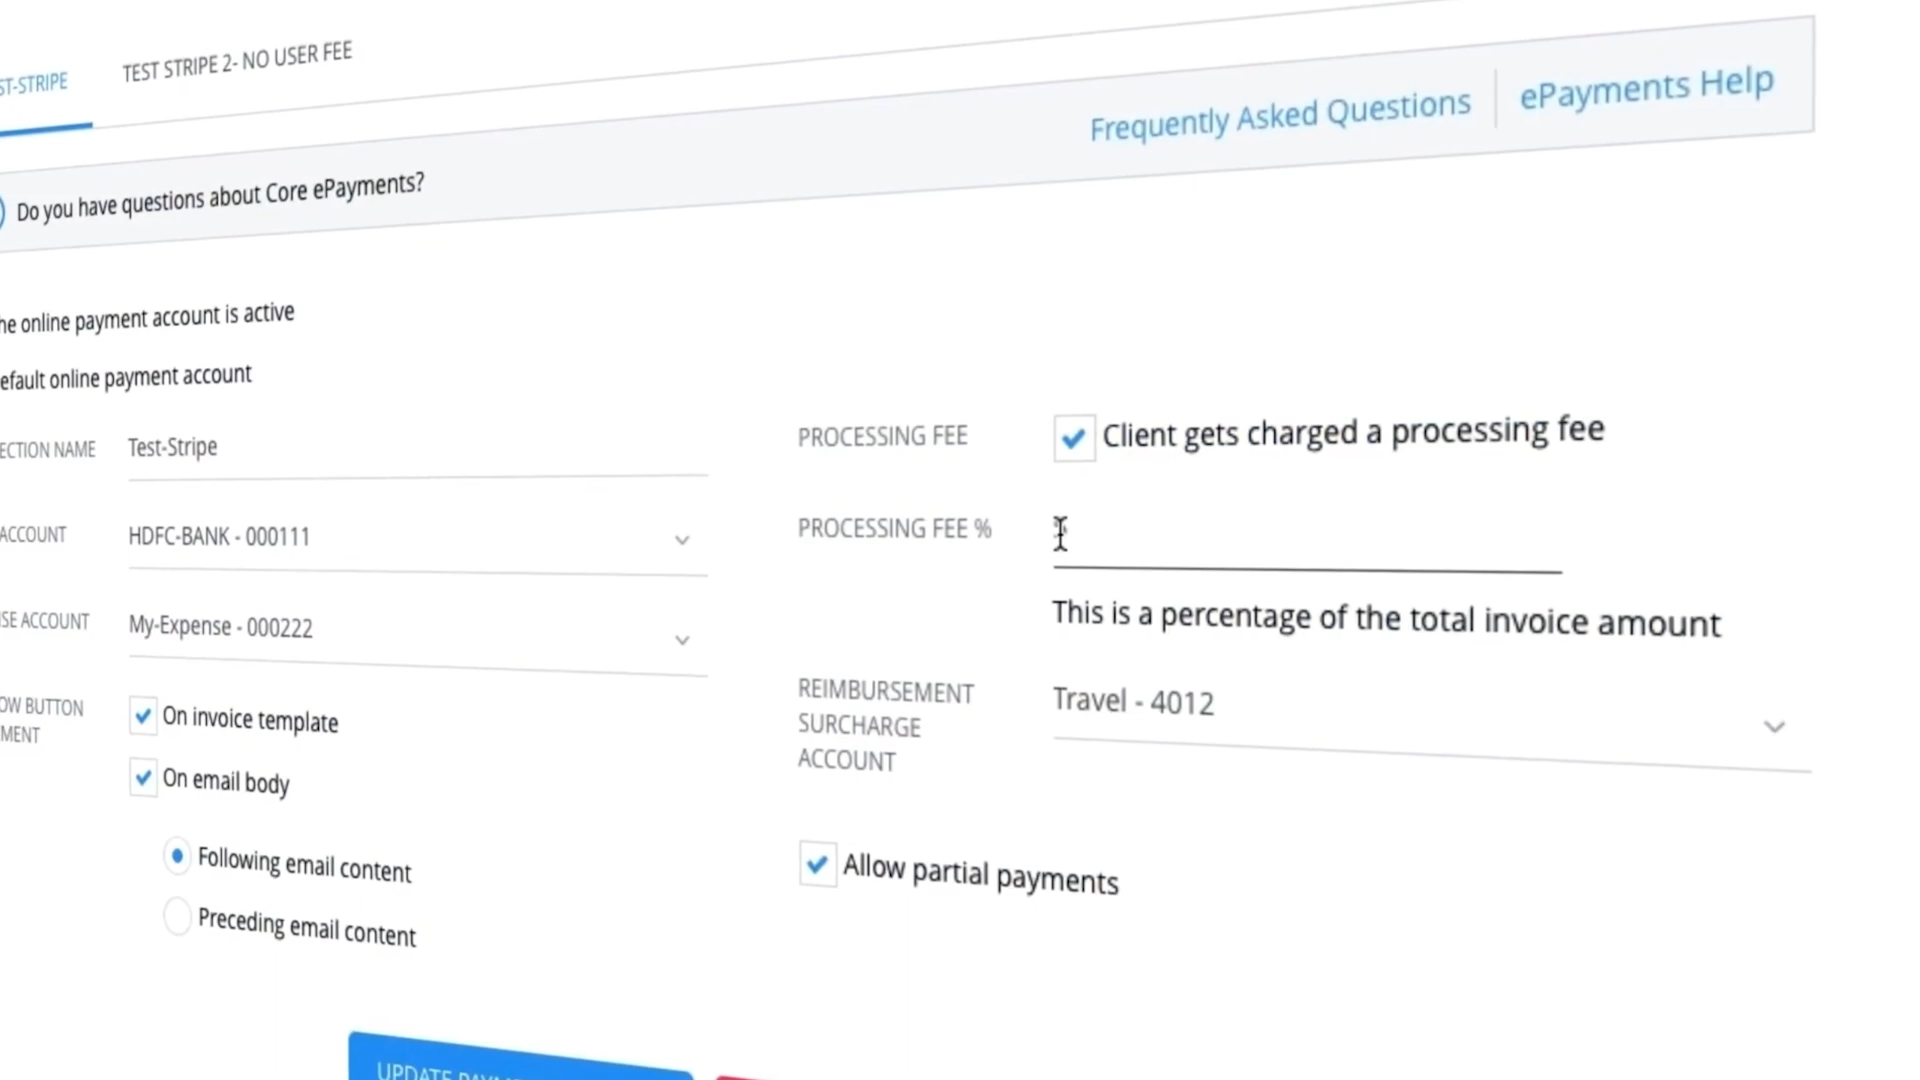 ST-STRIPE TEST STRIPE 2- NO USER FEE
Do you have questions about Core ePayments? Frequently Asked Questions ePayments Help
he online payment account is active
efault online payment account
ECTION NAME Test-Stripe PROCESSING FEE Client gets charged a processing fee
ACCOUNT HDFC-BANK - 000111 PROCESSING FEE %
This is a percentage of the total invoice amount
SE ACCOUNT My-Expense - 000222
REIMBURSEMENT
SURCHARGE
ACCOUNT
Travel - 4012
OW BUTTON
MENT
On invoice template
On email body
Following email content
Preceding email content
Allow partial payments
UPDATE